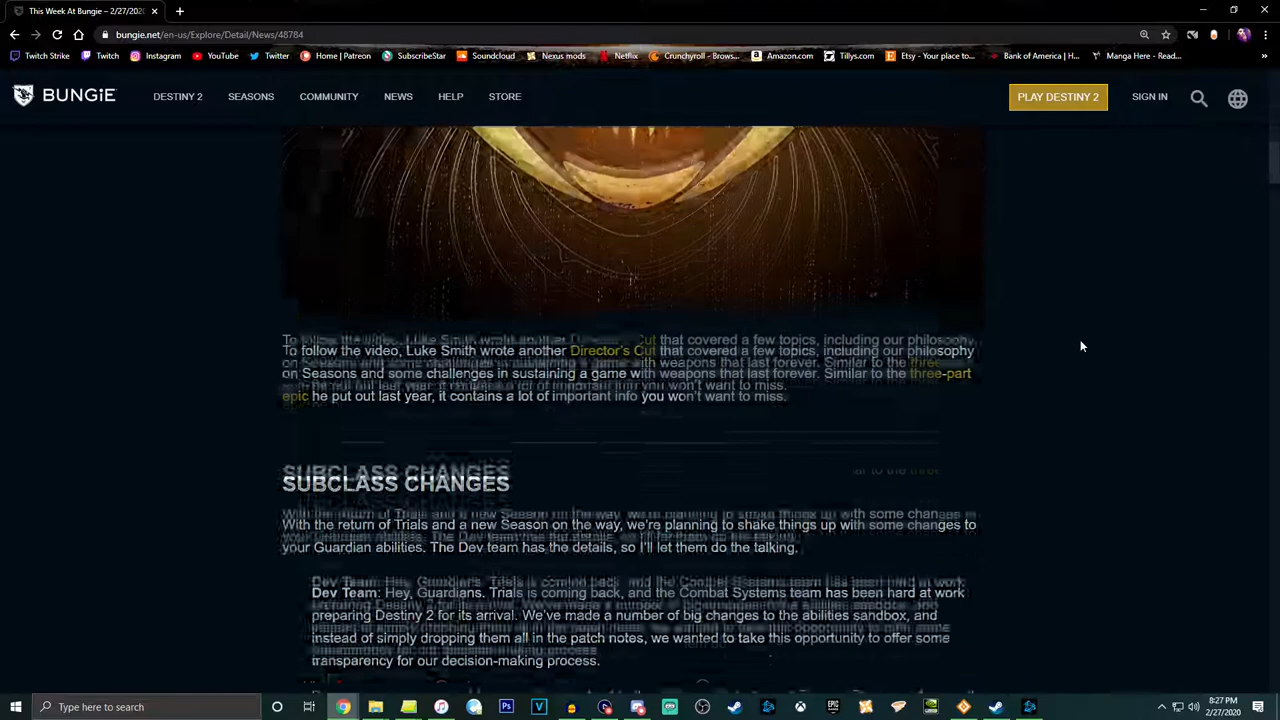 This Week At Bungie – 2/27/202
bungie.net/en-us/Explore/Detail/News/48784
Twitch Strike Twitch Instagram YouTube Twitter Home | Patreon SubscribeStar Soundcloud Nexus mods Netflix Crunchyroll - Brows... Amazon.com Tillys.com Etsy - Your place to... Bank of America | H... Manga Here - Read...
BUNGiE DESTINY 2 SEASONS COMMUNITY NEWS HELP STORE PLAY DESTINY 2 SIGN IN
To follow the video, Luke Smith wrote another Director's Cut that covered a few topics, including our philosophy
on Seasons and some challenges in sustaining a game with weapons that last forever. Similar to the three-part
epic he put out last year, it contains a lot of important info you won't want to miss.
SUBCLASS CHANGES
With the return of Trials and a new Season on the way, we're planning to shake things up with some changes to
your Guardian abilities. The Dev team has the details, so I'll let them do the talking.
Dev Team: Hey, Guardians. Trials is coming back, and the Combat Systems team has been hard at work
preparing Destiny 2 for its arrival. We've made a number of big changes to the abilities sandbox, and
instead of simply dropping them all in the patch notes, we wanted to take this opportunity to offer some
transparency for our decision-making process.
Type here to search
8:27 PM
2/27/2020